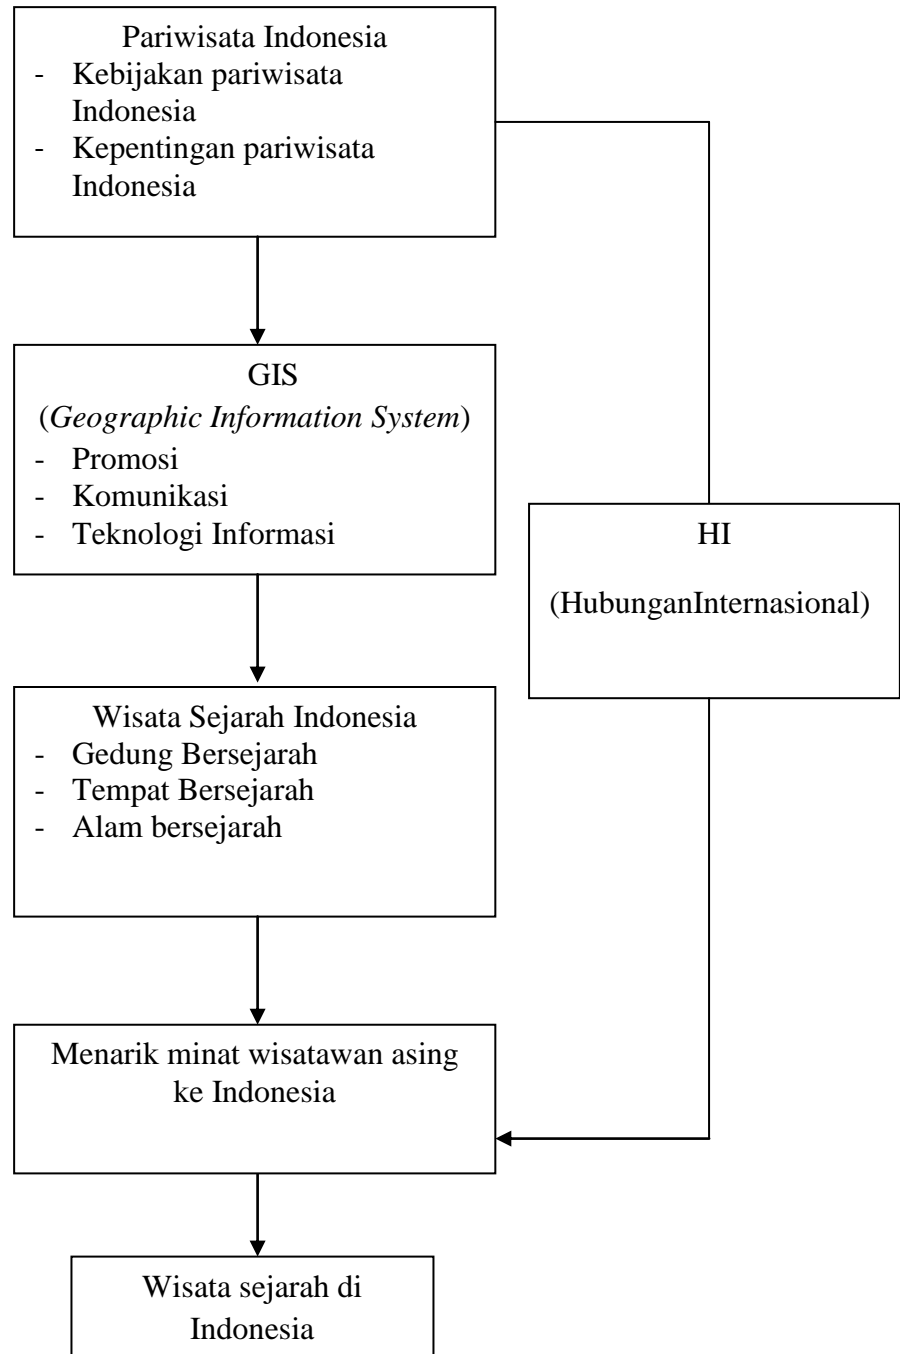 Pariwisata Indonesia
- Kebijakan pariwisata
Indonesia
- Kepentingan pariwisata
Indonesia
GIS
(Geographic Information System)
- Promosi
- Komunikasi
- Teknologi Informasi
HI
(HubunganInternasional)
Wisata Sejarah Indonesia
- Gedung Bersejarah
- Tempat Bersejarah
- Alam bersejarah
Menarik minat wisatawan asing
ke Indonesia
Wisata sejarah di
Indonesia